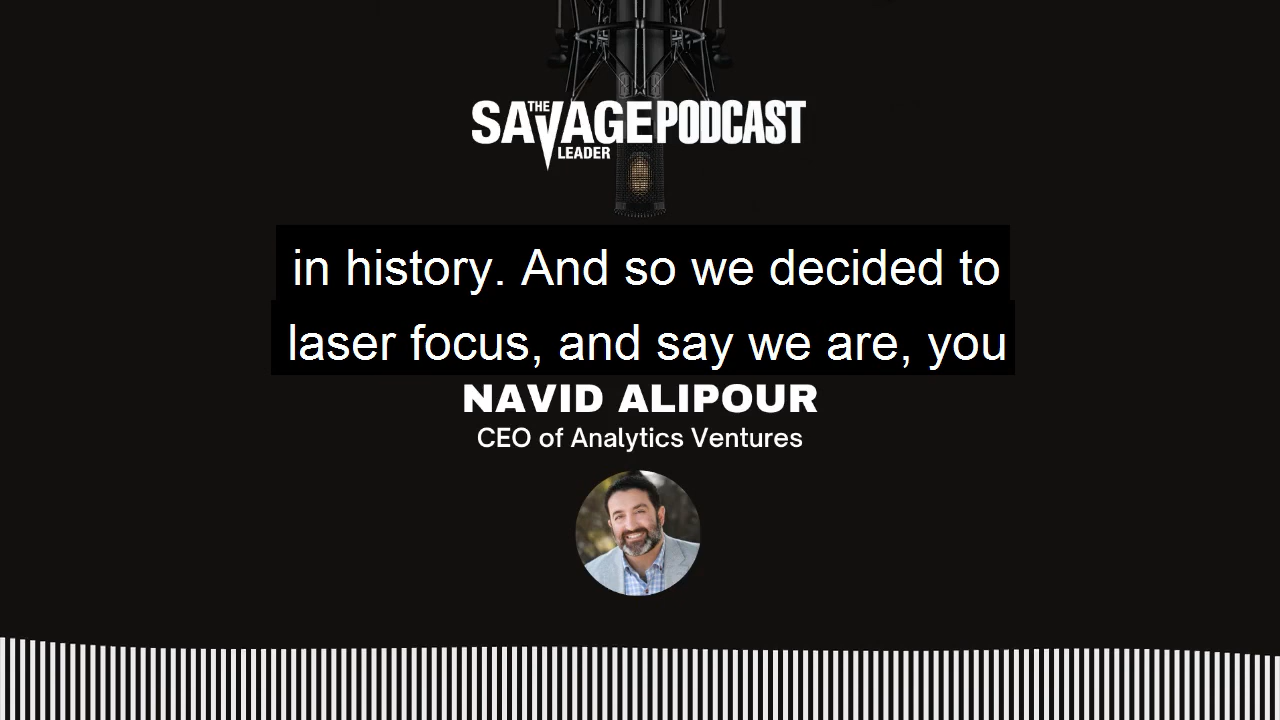 THE
SAVAGE PODCAST
LEADER
in history. And so we decided to
laser focus, and say we are, you
NAVID ALIPOUR
CEO of Analytics Ventures